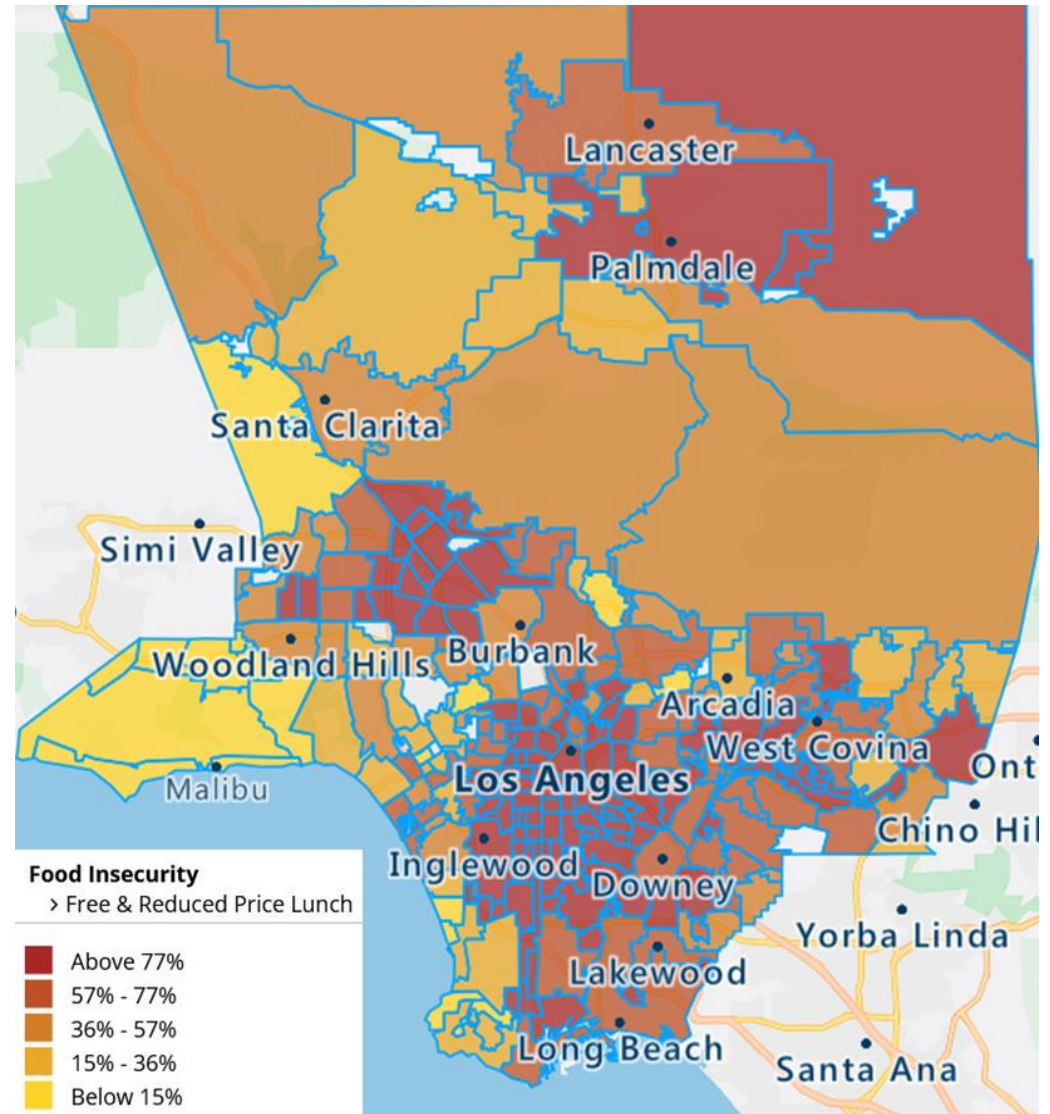 Lancaster
Palmdale
Santa Clarita
Simi Valley
Woodland Hills
Burbank
Arcadia
West Covina
Los Angeles
Ont
Malibu
Chino Hil
Inglewood
Downey
Yorba Linda
Lakewood
Long Beach
Santa Ana
Food Insecurity
> Free & Reduced Price Lunch
Above 77%
57% - 77%
36% - 57%
15% - 36%
Below 15%